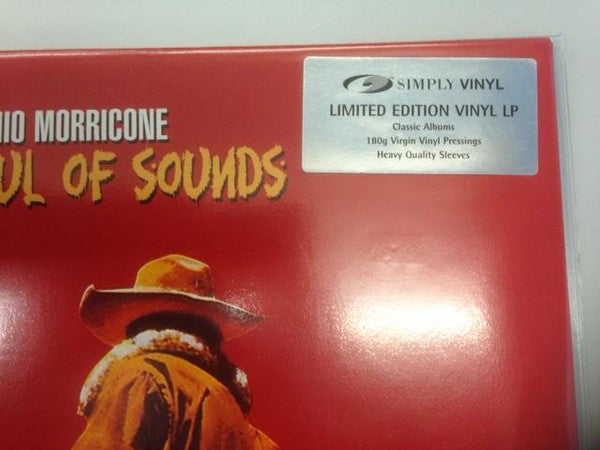 SIMPLY VINYL
LIMITED EDITION VINYL LP
Classic Albums
180g Virgin Vinyl Pressings
Heavy Quality Sleeves
NIO MORRICONE
UL OF SOUNDS